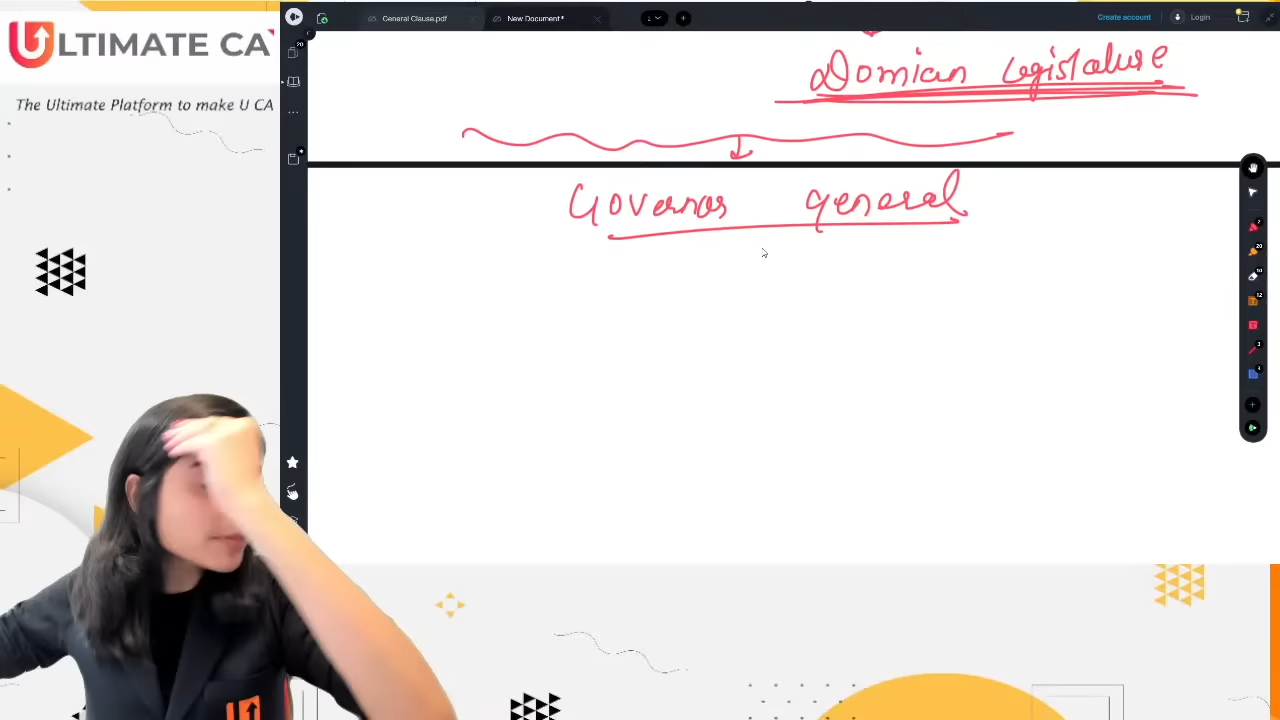 ULTIMATE CA
The Ultimate Platform to make U CA
General Clause.pdf
New Document*
Create account
Login
Domian Legislature
Governor general